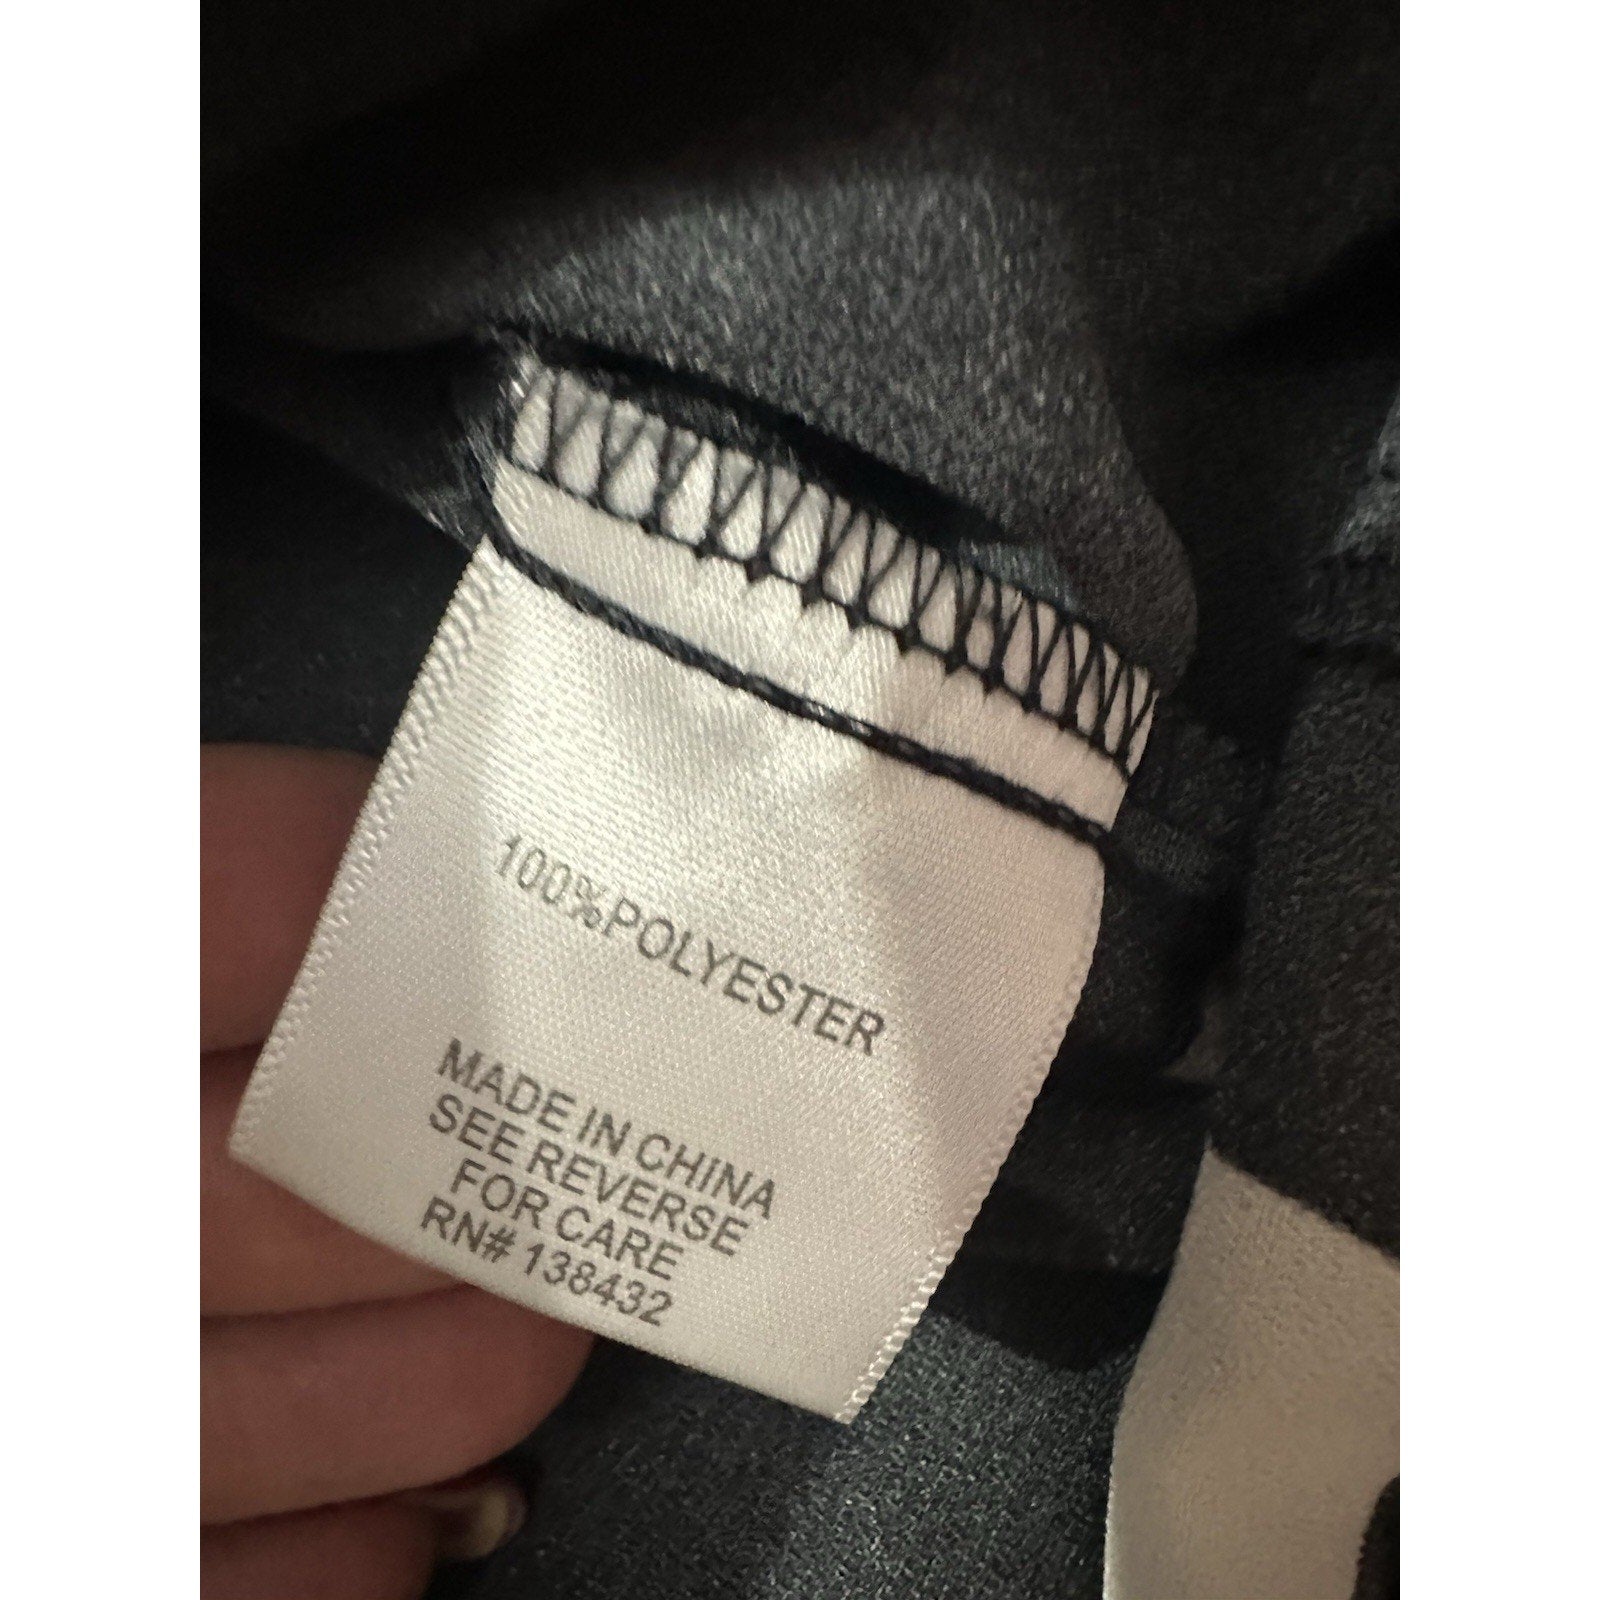 100%POLYESTER
MADE IN CHINA
SEE REVERSE
FOR CARE
RN# 138432